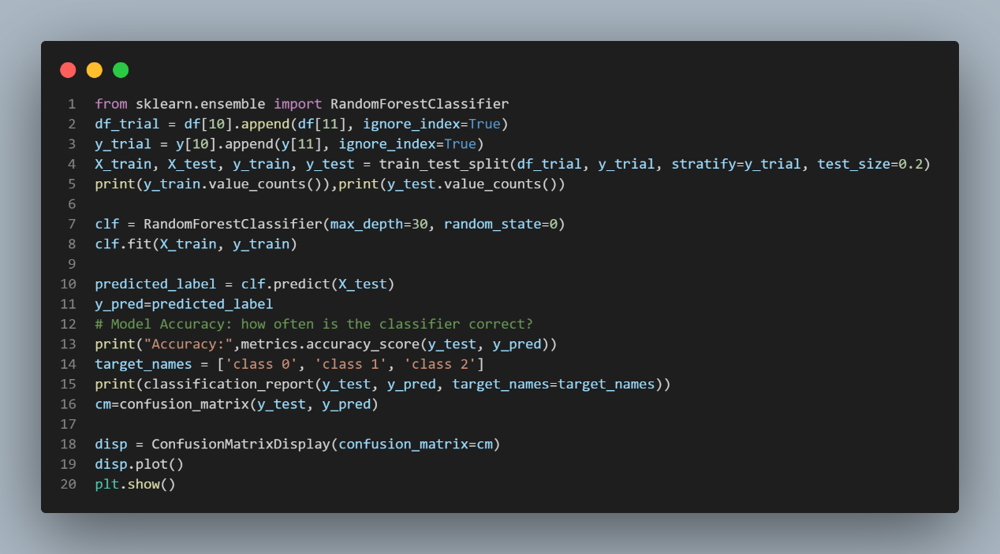 1 from sklearn.ensemble import RandomForestClassifier
2 df_trial = df[10].append(df[11], ignore_index=True)
3 y_trial = y[10].append(y[11], ignore_index=True)
4 X_train, X_test, y_train, y_test = train_test_split(df_trial, y_trial, stratify=y_trial, test_size=0.2)
5 print(y_train.value_counts()),print(y_test.value_counts())
6
7 clf = RandomForestClassifier(max_depth=30, random_state=0)
8 clf.fit(X_train, y_train)
9
10 predicted_label = clf.predict(X_test)
11 y_pred=predicted_label
12 # Model Accuracy: how often is the classifier correct?
13 print("Accuracy:",metrics.accuracy_score(y_test, y_pred))
14 target_names = ['class 0', 'class 1', 'class 2']
15 print(classification_report(y_test, y_pred, target_names=target_names))
16 cm=confusion_matrix(y_test, y_pred)
17
18 disp = ConfusionMatrixDisplay(confusion_matrix=cm)
19 disp.plot()
20 plt.show()